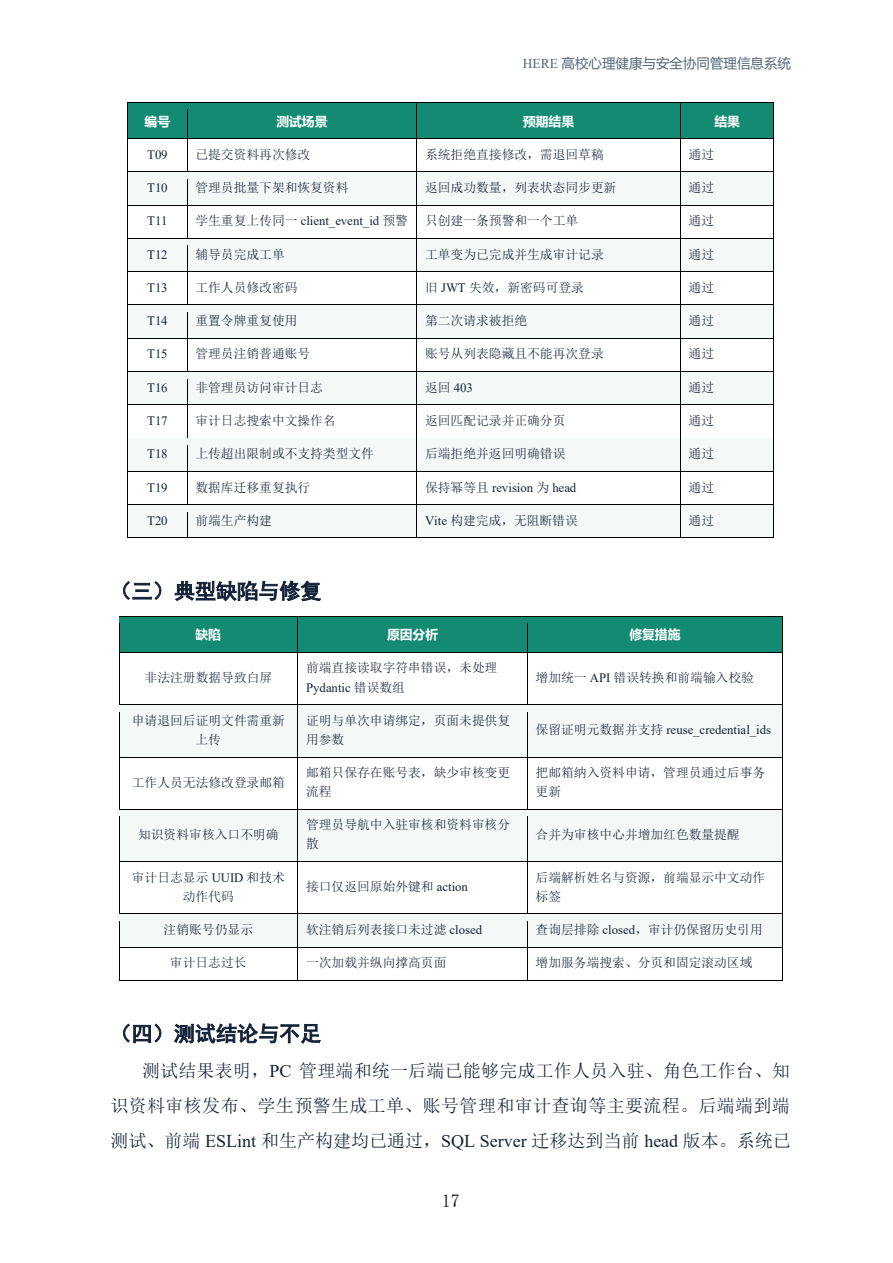 HERE 高校心理健康与安全协同管理信息系统
编号 测试场景 预期结果 结果
T09 已提交资料再次修改 系统拒绝直接修改，需退回草稿 通过
T10 管理员批量下架和恢复资料 返回成功数量，列表状态同步更新 通过
T11 学生重复上传同一 client_event_id 预警 只创建一条预警和一个工单 通过
T12 辅导员完成工单 工单变为已完成并生成审计记录 通过
T13 工作人员修改密码 旧 JWT 失效，新密码可登录 通过
T14 重置令牌重复使用 第二次请求被拒绝 通过
T15 管理员注销普通账号 账号从列表隐藏且不能再次登录 通过
T16 非管理员访问审计日志 返回 403 通过
T17 审计日志搜索中文操作名 返回匹配记录并正确分页 通过
T18 上传超出限制或不支持类型文件 后端拒绝并返回明确错误 通过
T19 数据库迁移重复执行 保持幂等且 revision 为 head 通过
T20 前端生产构建 Vite 构建完成，无阻断错误 通过
（三）典型缺陷与修复
缺陷 原因分析 修复措施
非法注册数据导致白屏
前端直接读取字符串错误，未处理
Pydantic 错误数组
增加统一 API 错误转换和前端输入校验
申请退回后证明文件需重新
上传
证明与单次申请绑定，页面未提供复
用参数
保留证明元数据并支持 reuse_credential_ids
工作人员无法修改登录邮箱
邮箱只保存在账号表，缺少审核变更
流程
把邮箱纳入资料申请，管理员通过后事务
更新
知识资料审核入口不明确
管理员导航中入驻审核和资料审核分
散
合并为审核中心并增加红色数量提醒
审计日志显示 UUID 和技术
动作代码
接口仅返回原始外键和 action
后端解析姓名与资源，前端显示中文动作
标签
注销账号仍显示 软注销后列表接口未过滤 closed 查询层排除 closed，审计仍保留历史引用
审计日志过长 一次加载并纵向撑高页面 增加服务端搜索、分页和固定滚动区域
（四）测试结论与不足
测试结果表明，PC 管理端和统一后端已能够完成工作人员入驻、角色工作台、知
识资料审核发布、学生预警生成工单、账号管理和审计查询等主要流程。后端端到端
测试、前端 ESLint 和生产构建均已通过，SQL Server 迁移达到当前 head 版本。系统已
17